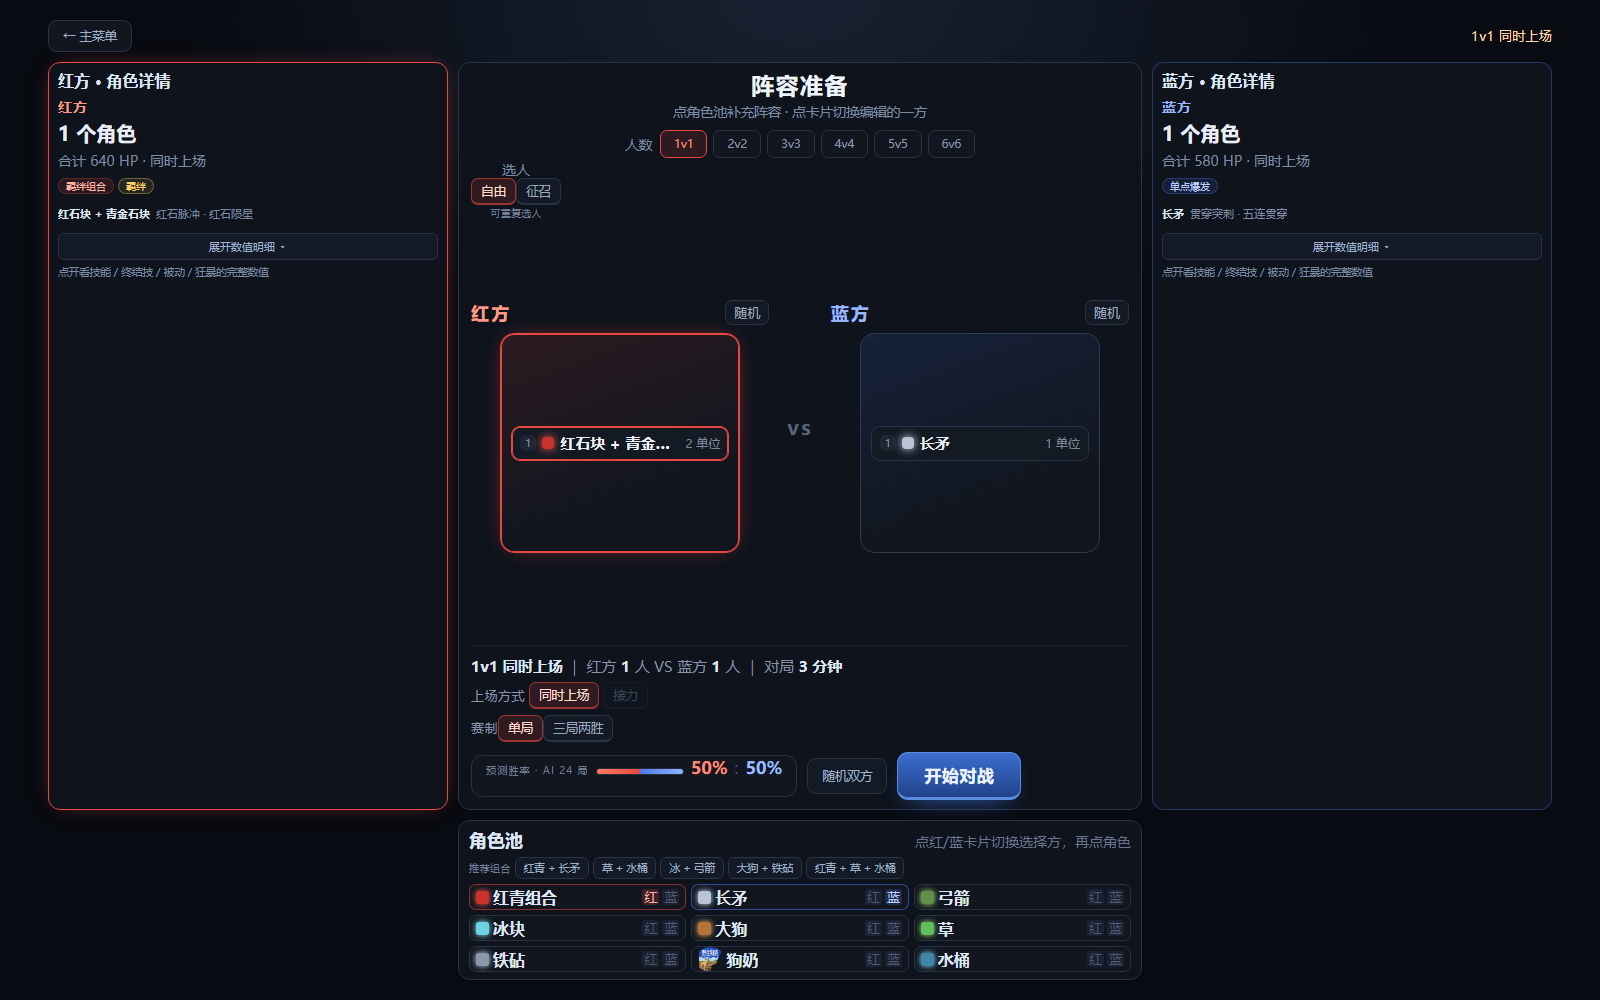 ←主菜单
1v1 同时上场
红方 • 角色详情
红方
1 个角色
合计 640 HP · 同时上场
羁绊组合 羁绊
红石块 + 青金石块 红石脉冲 · 红石陨星
展开数值明细
点开看技能 / 终结技 / 被动 / 狂暴的完整数值
阵容准备
点角色池补充阵容 · 点卡片切换编辑的一方
人数 1v1 2v2 3v3 4v4 5v5 6v6
选人
自由 征召
可重复选人
红方 随机
1 红石块 + 青金... 2 单位
VS
蓝方 随机
1 长矛 1 单位
1v1 同时上场 | 红方 1 人 VS 蓝方 1 人 | 对局 3 分钟
上场方式 同时上场 接力
赛制 单局 三局两胜
预测胜率 · AI 24 局 50% : 50%
随机双方
开始对战
蓝方 • 角色详情
蓝方
1 个角色
合计 580 HP · 同时上场
单点爆发
长矛 贯穿突刺 · 五连贯穿
展开数值明细
点开看技能 / 终结技 / 被动 / 狂暴的完整数值
角色池 点红/蓝卡片切换选择方，再点角色
推荐组合 红青 + 长矛 草 + 水桶 冰 + 弓箭 大狗 + 铁砧 红青 + 草 + 水桶
红青组合 红 蓝 长矛 红 蓝 弓箭 红 蓝
冰块 红 蓝 大狗 红 蓝 草 红 蓝
铁砧 红 蓝 狗奶 红 蓝 水桶 红 蓝